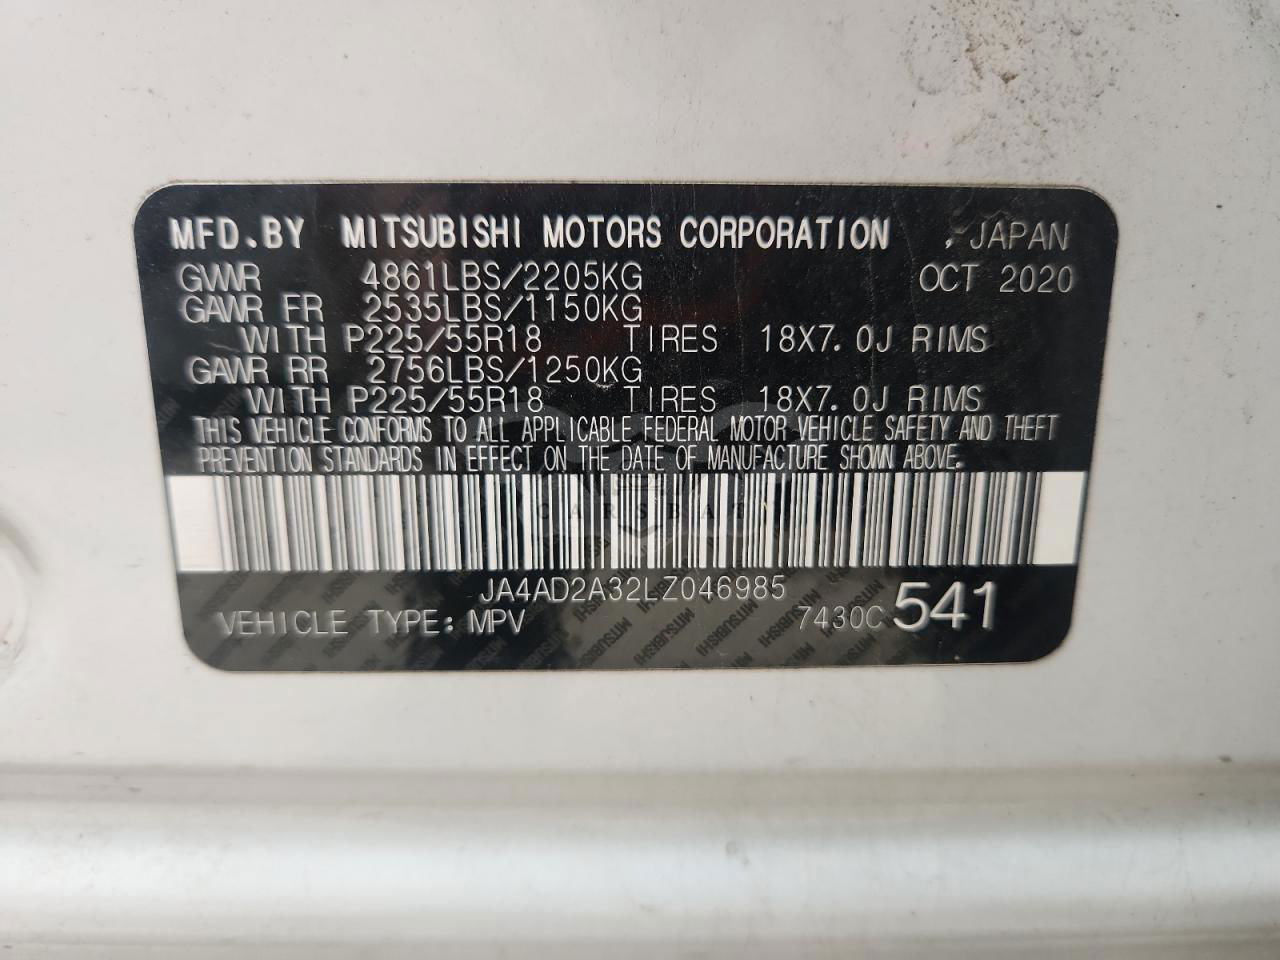 MFD.BY MITSUBISHI MOTORS CORPORATION , JAPAN
GVWR 4861LBS/2205KG OCT 2020
GAWR FR 2535LBS/1150KG
WITH P225/55R18 TIRES 18X7.0J RIMS
GAWR RR 2756LBS/1250KG
WITH P225/55R18 TIRES 18X7.0J RIMS
THIS VEHICLE CONFORMS TO ALL APPLICABLE FEDERAL MOTOR VEHICLE SAFETY AND THEFT
PREVENTION STANDARDS IN EFFECT ON THE DATE OF MANUFACTURE SHOWN ABOVE.
CARSBAT
JA4AD2A32LZ046985
VEHICLE TYPE: MPV 7430C 541